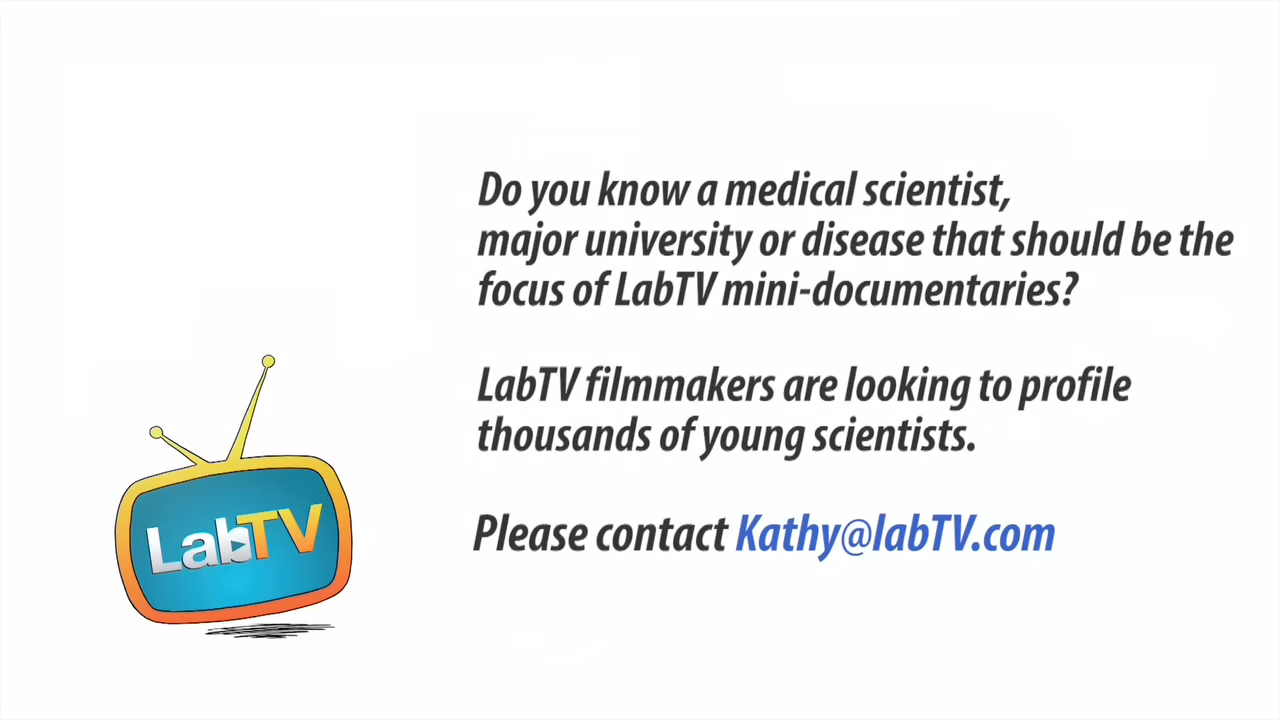 Do you know a medical scientist,
major university or disease that should be the
focus of LabTV mini-documentaries?
LabTV filmmakers are looking to profile
thousands of young scientists.
Please contact Kathy@labTV.com
LabTV